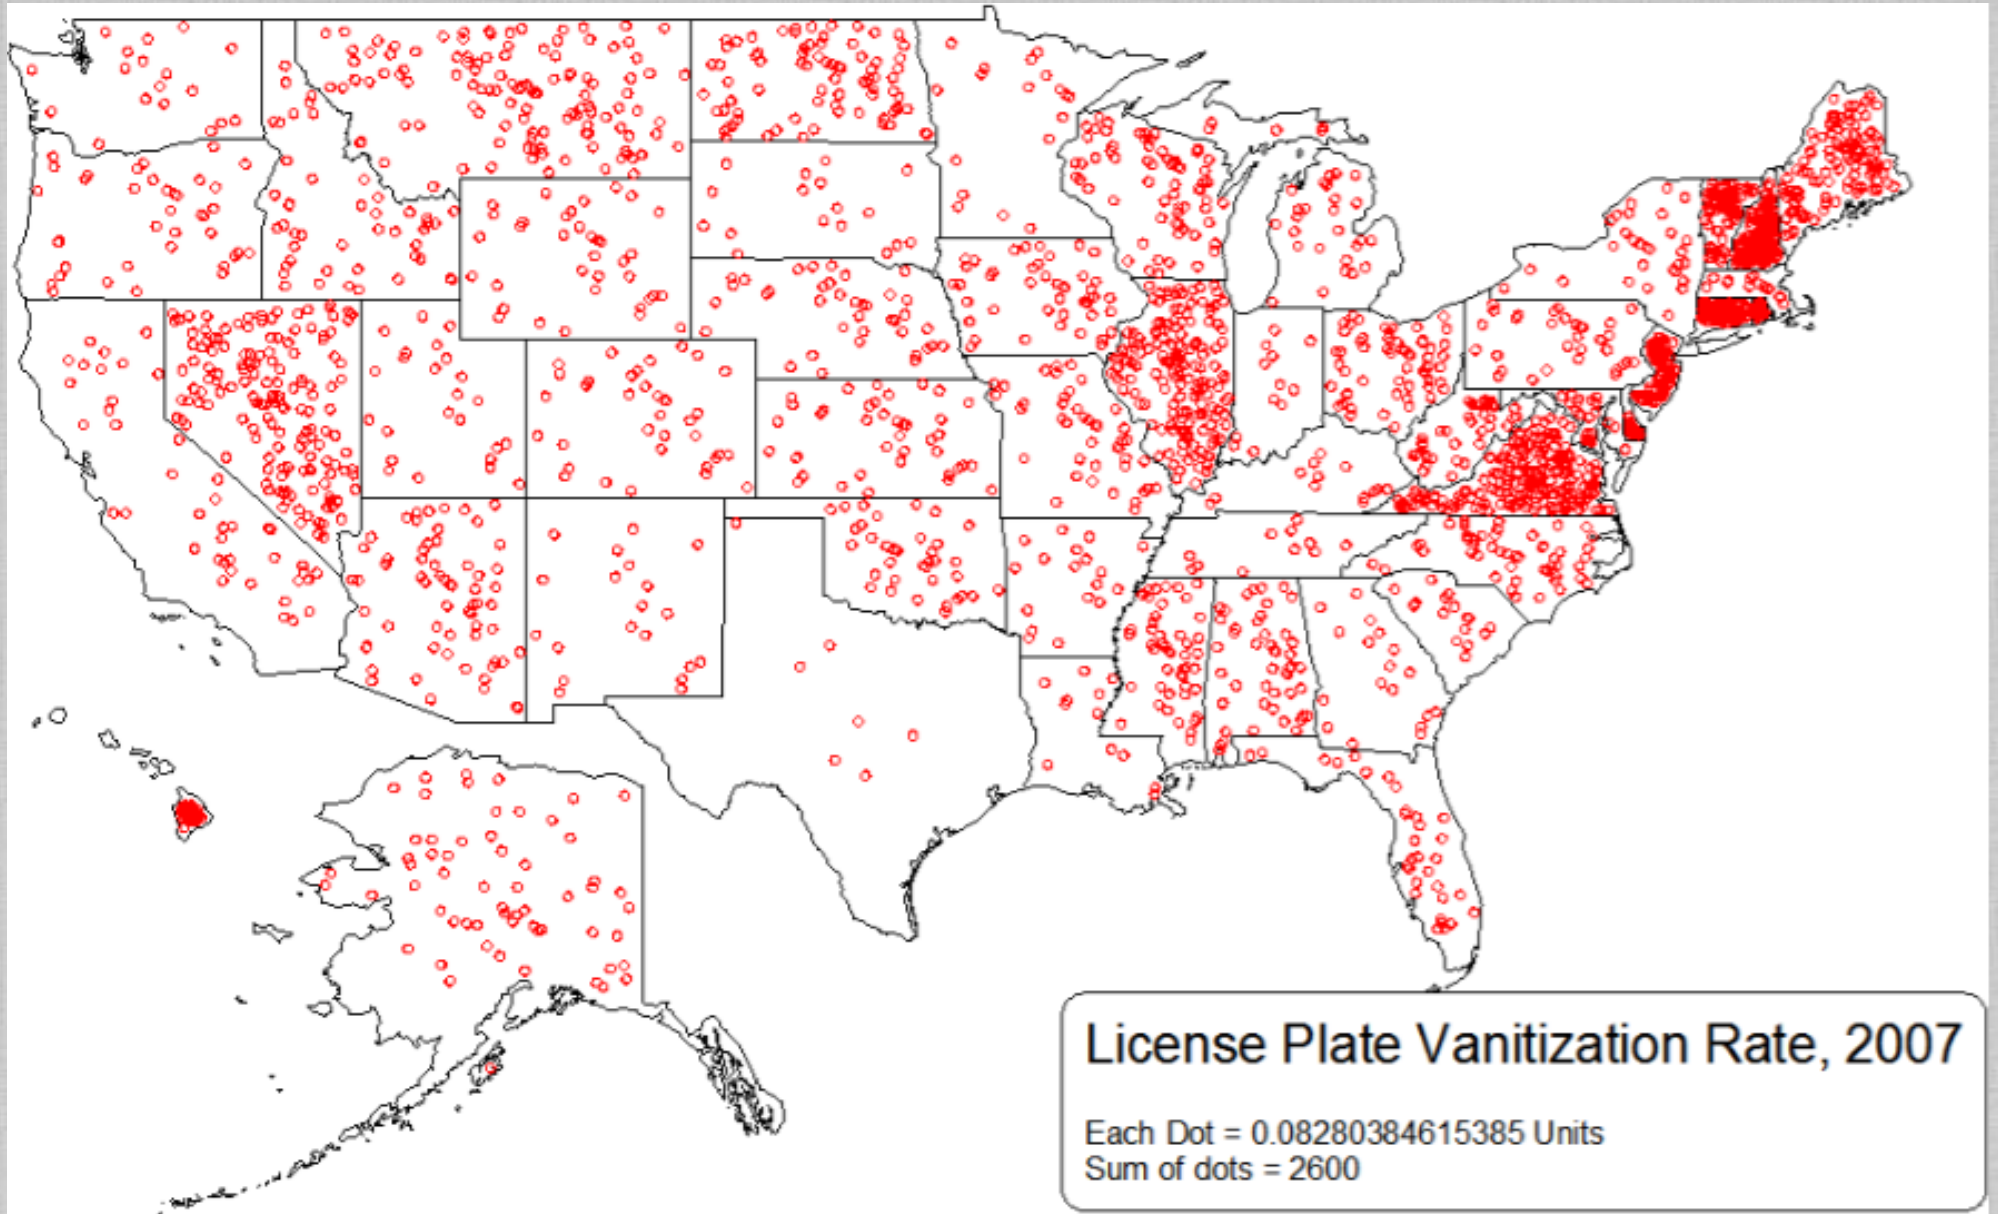 License Plate Vanitization Rate, 2007
Each Dot = 0.08280384615385 Units
Sum of dots = 2600